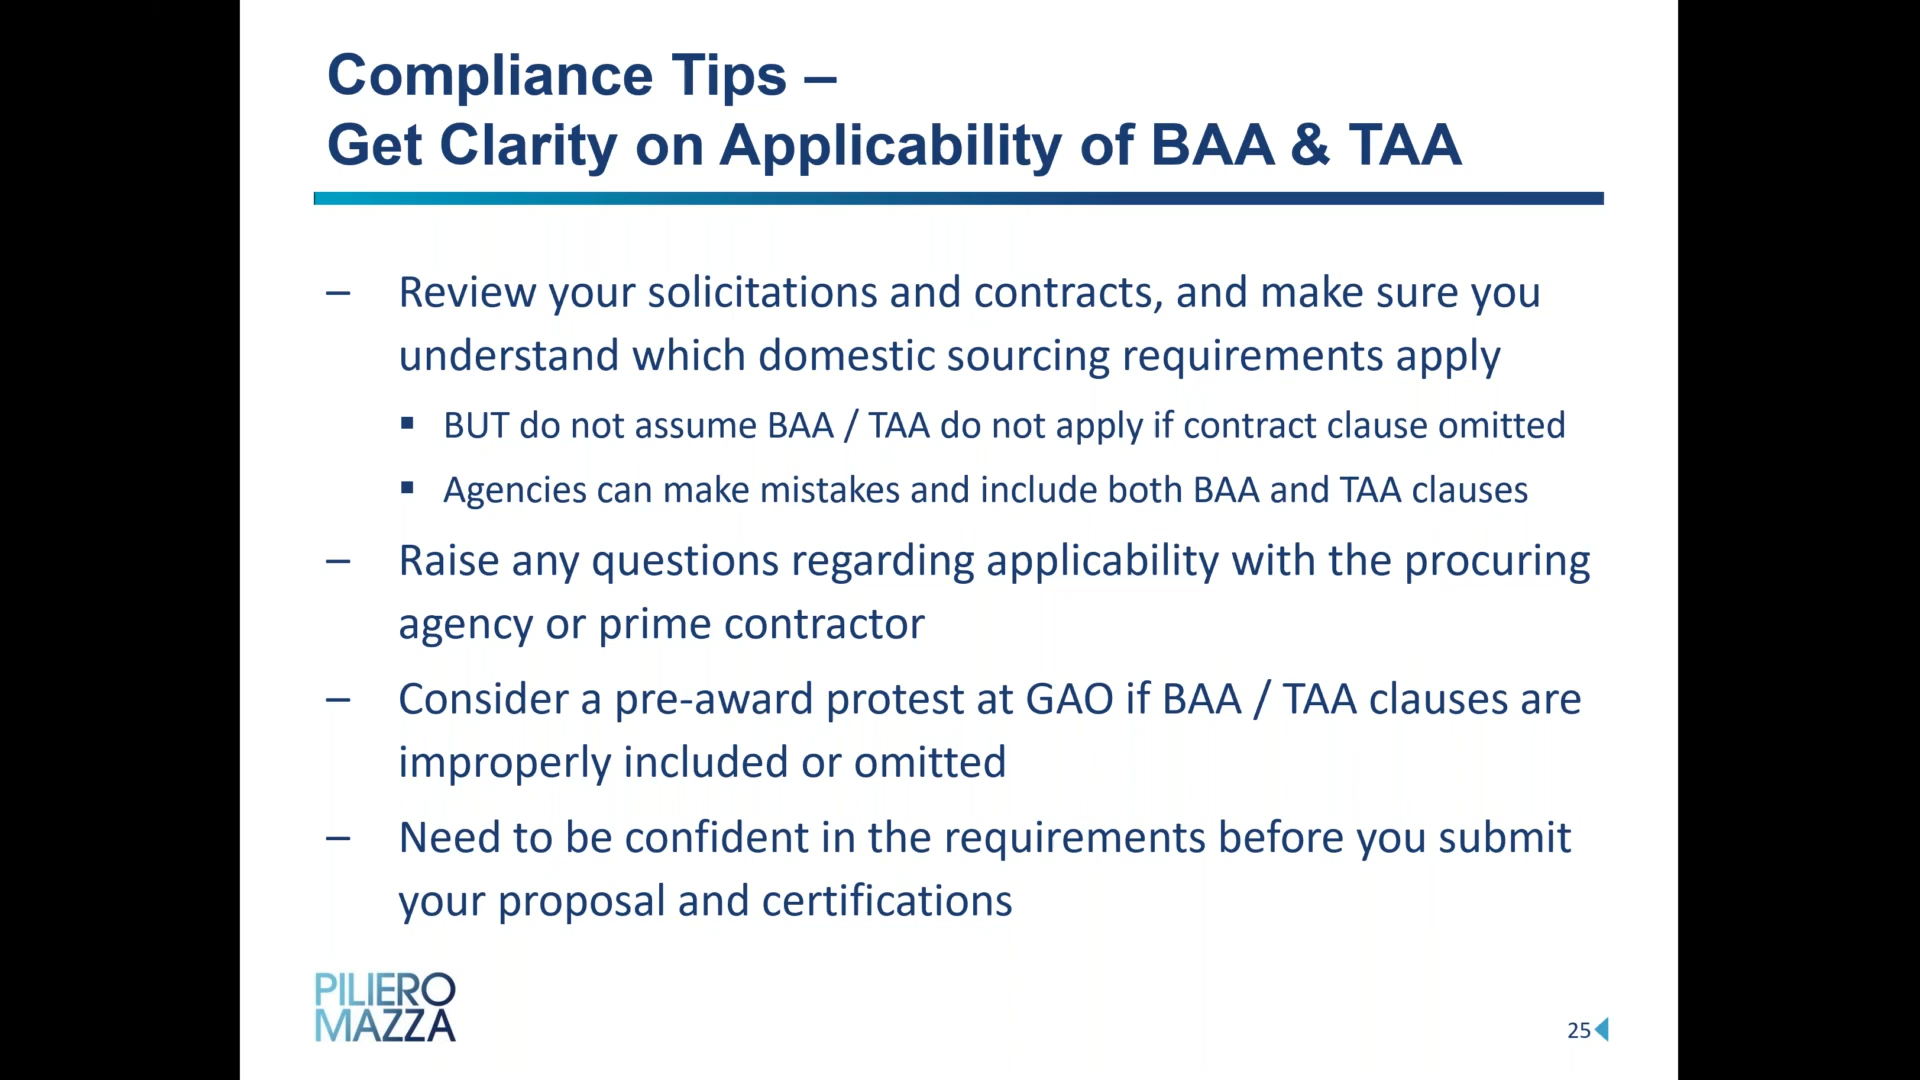 Compliance Tips –
Get Clarity on Applicability of BAA & TAA
– Review your solicitations and contracts, and make sure you
understand which domestic sourcing requirements apply
▪ BUT do not assume BAA / TAA do not apply if contract clause omitted
▪ Agencies can make mistakes and include both BAA and TAA clauses
– Raise any questions regarding applicability with the procuring
agency or prime contractor
– Consider a pre-award protest at GAO if BAA / TAA clauses are
improperly included or omitted
– Need to be confident in the requirements before you submit
your proposal and certifications
PILIERO
MAZZA
25